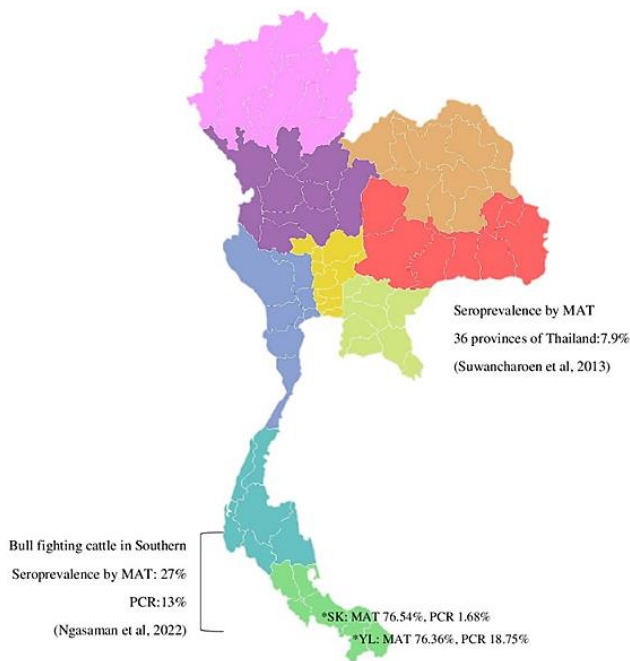 Seroprevalence by MAT
36 provinces of Thailand:7.9%
(Suwancharoen et al, 2013)
Bull fighting cattle in Southern
Seroprevalence by MAT: 27%
PCR:13%
(Ngasaman et al, 2022)
*SK: MAT 76.54%, PCR 1.68%
*YL: MAT 76.36%, PCR 18.75%